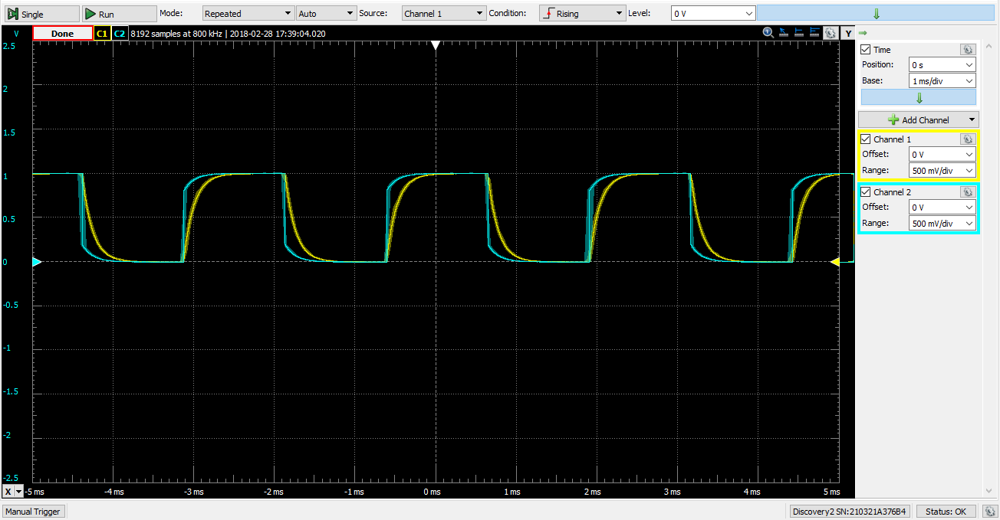 Single Run Mode: Repeated Auto Source: Channel 1 Condition: Rising Level: 0 V
V Done C1 C2 8192 samples at 800 kHz | 2018-02-28 17:39:04.020 Y
2.5
2
1.5
1
0.5
0
-0.5
-1
-1.5
-2
-2.5
X -5 ms -4 ms -3 ms -2 ms -1 ms 0 ms 1 ms 2 ms 3 ms 4 ms 5 ms
Time
Position: 0 s
Base: 1 ms/div
Add Channel
Channel 1
Offset: 0 V
Range: 500 mV/div
Channel 2
Offset: 0 V
Range: 500 mV/div
Manual Trigger Discovery2 SN:210321A376B4 Status: OK